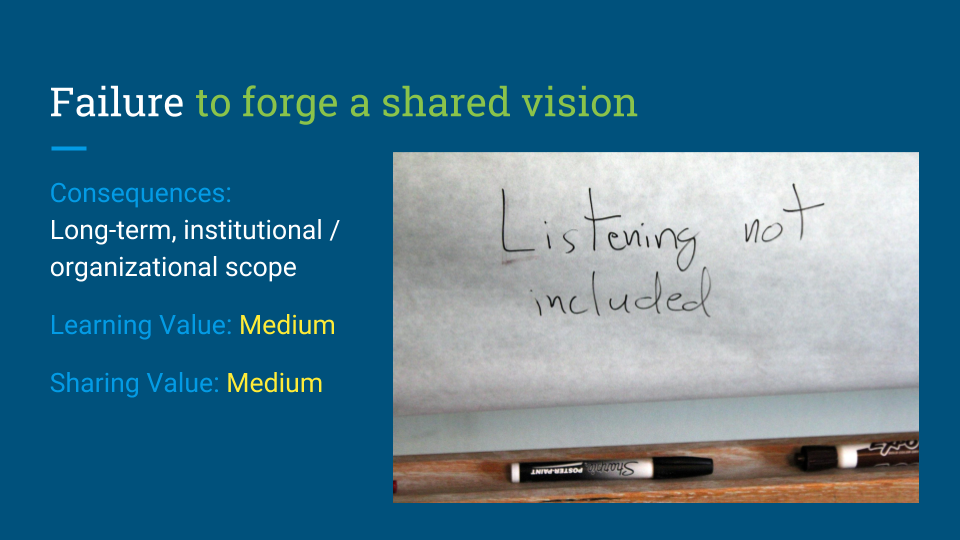 Failure to forge a shared vision
Consequences:
Long-term, institutional /
organizational scope
Learning Value: Medium
Sharing Value: Medium
Listening not
included
Sharpie
POSTER-PAINT
EXPO